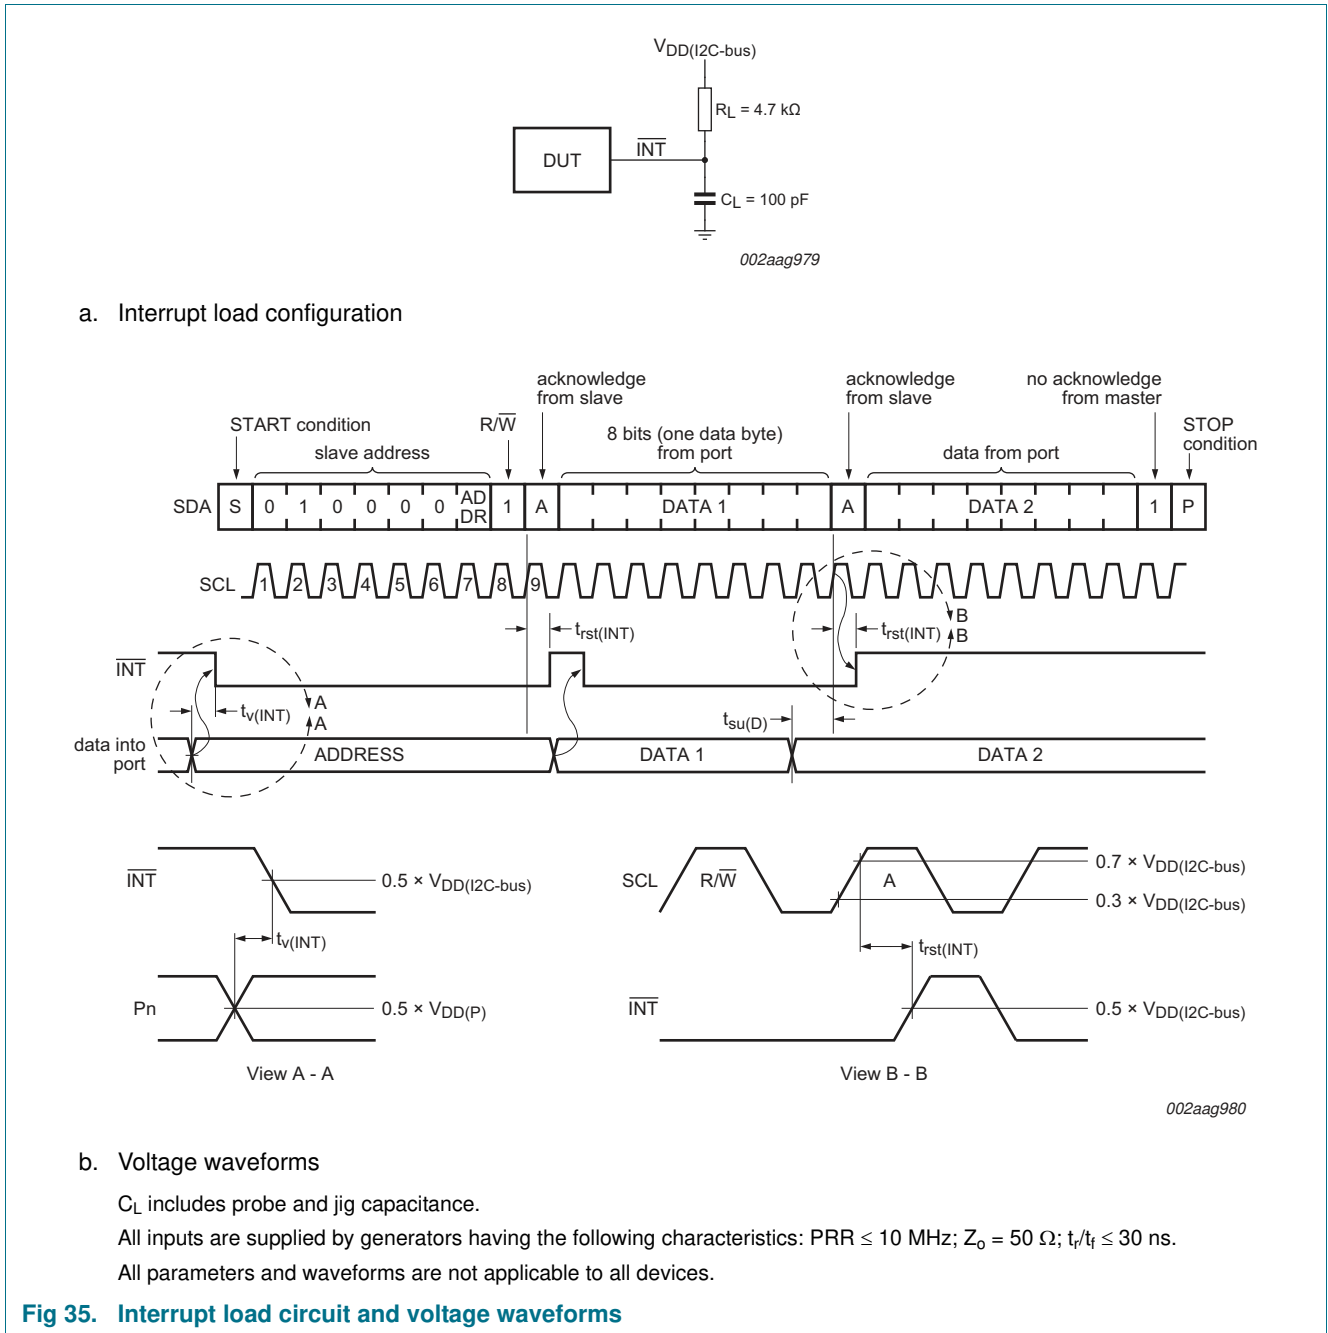 VDD(I2C-bus)
RL = 4.7 kΩ
DUT
INT
CL = 100 pF
002aag979
a. Interrupt load configuration
acknowledge from slave
acknowledge from slave
no acknowledge from master
START condition
R/W
8 bits (one data byte) from port
STOP condition
slave address
data from port
SDA S 0 1 0 0 0 0 AD DR 1 A DATA 1 A DATA 2 1 P
SCL 1 2 3 4 5 6 7 8 9
B
trst(INT)
trst(INT)
B
INT
A
tv(INT)
A
tsu(D)
data into port
ADDRESS DATA 1 DATA 2
INT
0.5 × VDD(I2C-bus)
tv(INT)
Pn
0.5 × VDD(P)
View A - A
SCL R/W A
0.7 × VDD(I2C-bus)
0.3 × VDD(I2C-bus)
trst(INT)
INT
0.5 × VDD(I2C-bus)
View B - B
002aag980
b. Voltage waveforms
CL includes probe and jig capacitance.
All inputs are supplied by generators having the following characteristics: PRR ≤ 10 MHz; Zo = 50 Ω; tr/tf ≤ 30 ns.
All parameters and waveforms are not applicable to all devices.
Fig 35. Interrupt load circuit and voltage waveforms